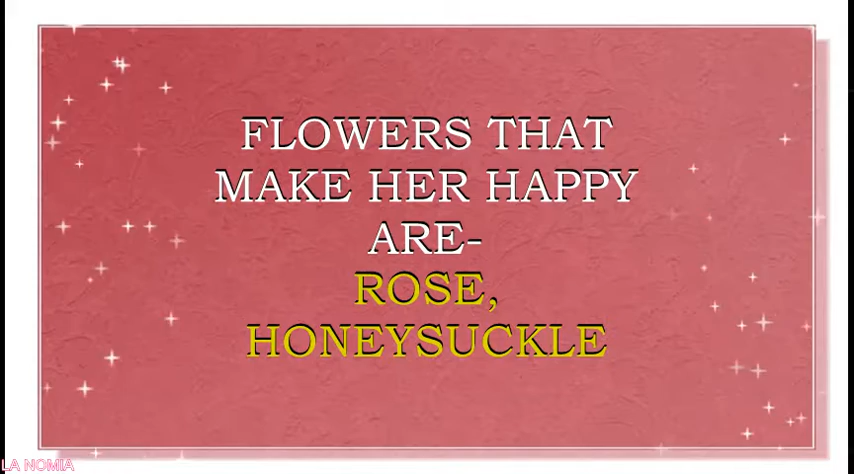 FLOWERS THAT
MAKE HER HAPPY
ARE-
ROSE,
HONEYSUCKLE
LA NOMIA